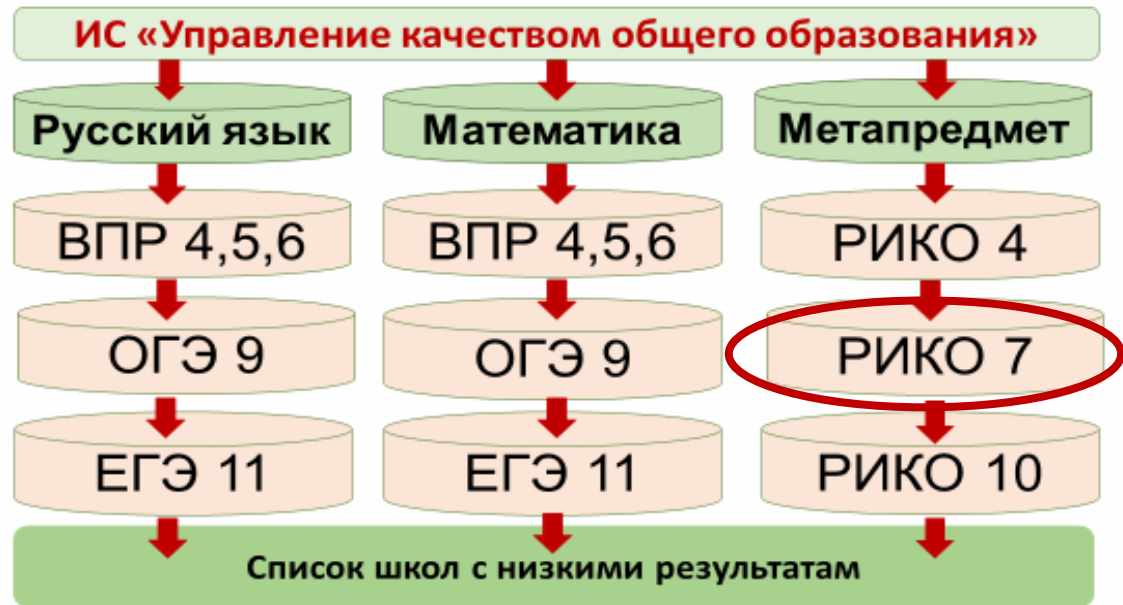 ИС «Управление качеством общего образования»
Русский язык
Математика
Метапредмет
ВПР 4,5,6
ВПР 4,5,6
РИКО 4
ОГЭ 9
ОГЭ 9
РИКО 7
ЕГЭ 11
ЕГЭ 11
РИКО 10
Список школ с низкими результатам